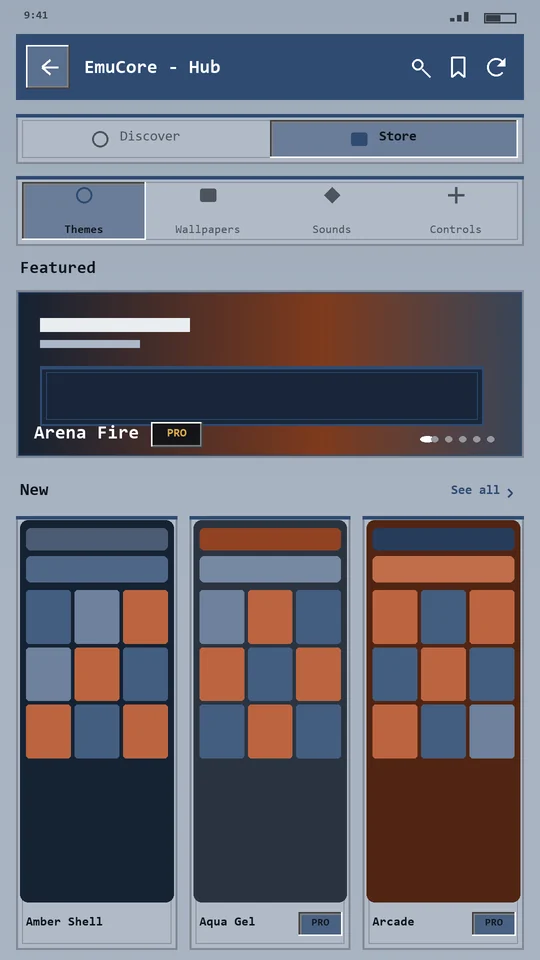 9:41
EmuCore - Hub
Discover
Store
Themes
Wallpapers
Sounds
Controls
Featured
Arena Fire
PRO
New
See all
Amber Shell
Aqua Gel
PRO
Arcade
PRO